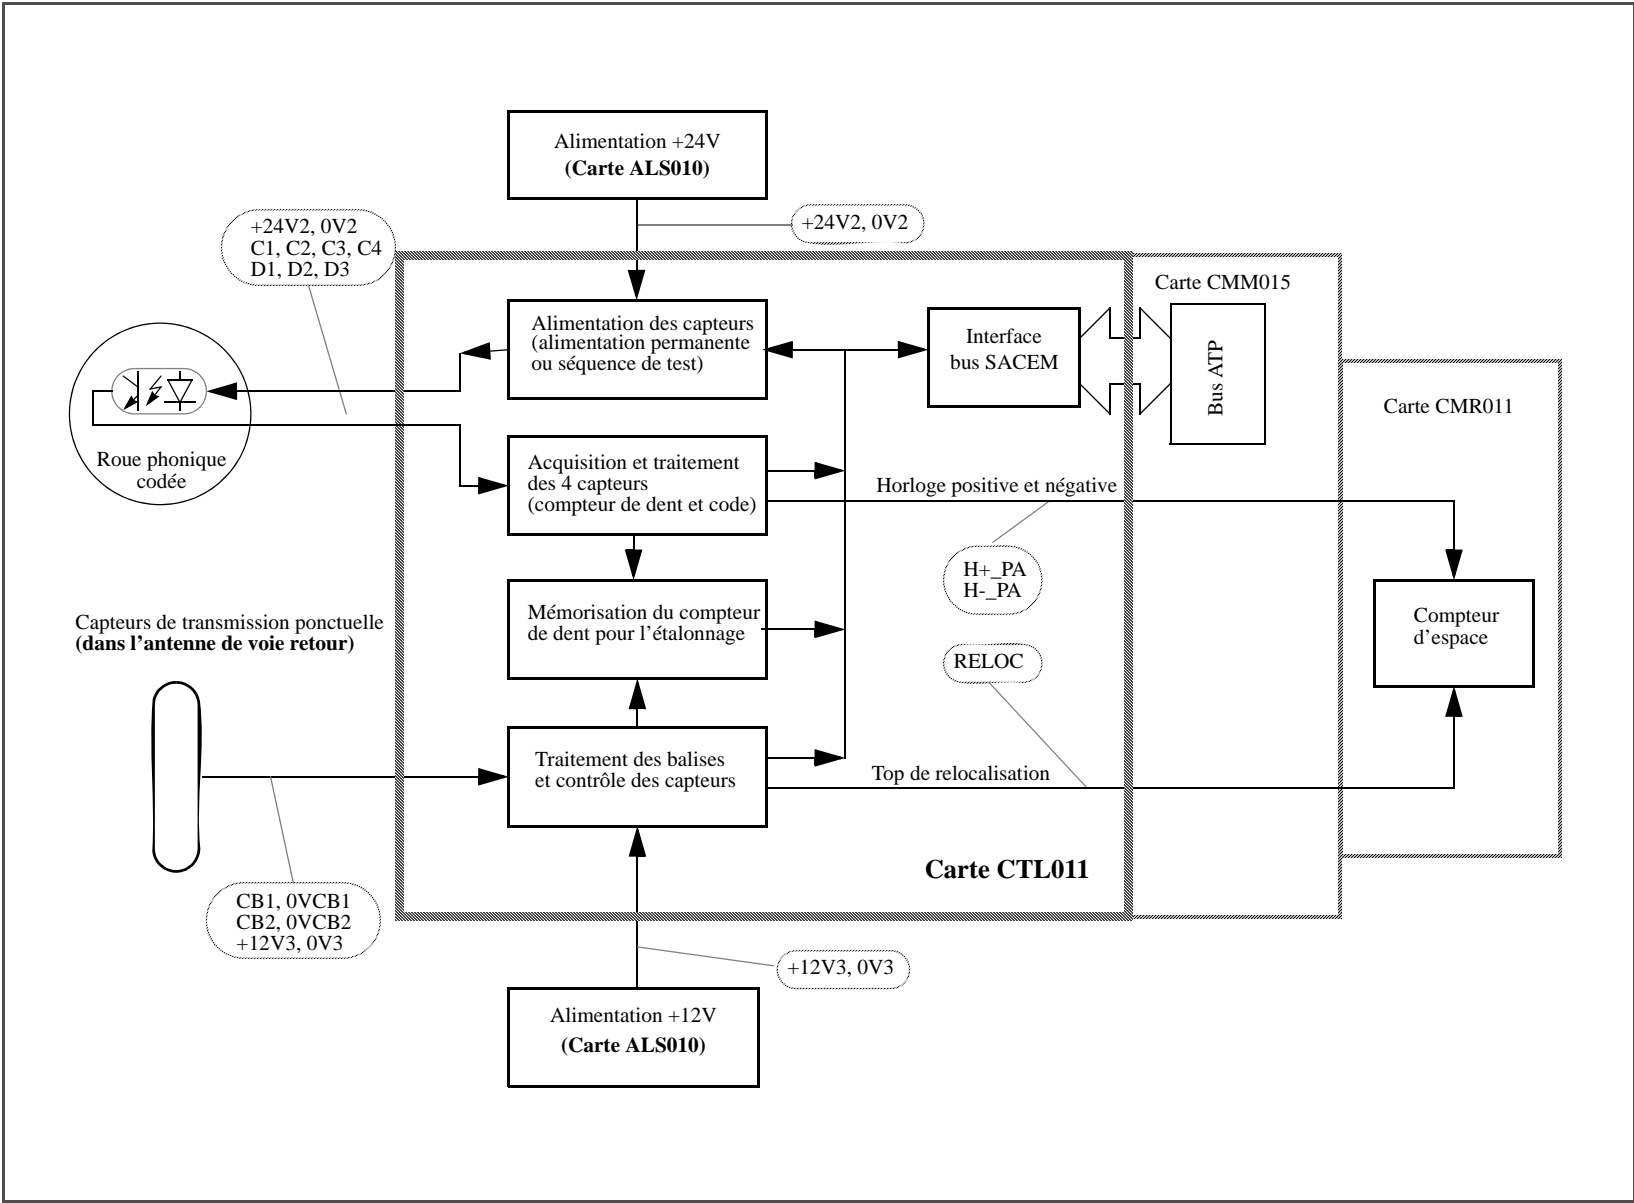 Alimentation +24V
(Carte ALS010)
+24V2, 0V2
+24V2, 0V2
C1, C2, C3, C4
D1, D2, D3
Carte CMM015
Alimentation des capteurs
(alimentation permanente
ou séquence de test)
Interface
bus SACEM
Bus ATP
Carte CMR011
Roue phonique
codée
Acquisition et traitement
des 4 capteurs
(compteur de dent et code)
Horloge positive et négative
H+_PA
H-_PA
Mémorisation du compteur
de dent pour l'étalonnage
Compteur
d'espace
Capteurs de transmission ponctuelle
(dans l'antenne de voie retour)
RELOC
Traitement des balises
et contrôle des capteurs
Top de relocalisation
Carte CTL011
CB1, 0VCB1
CB2, 0VCB2
+12V3, 0V3
+12V3, 0V3
Alimentation +12V
(Carte ALS010)